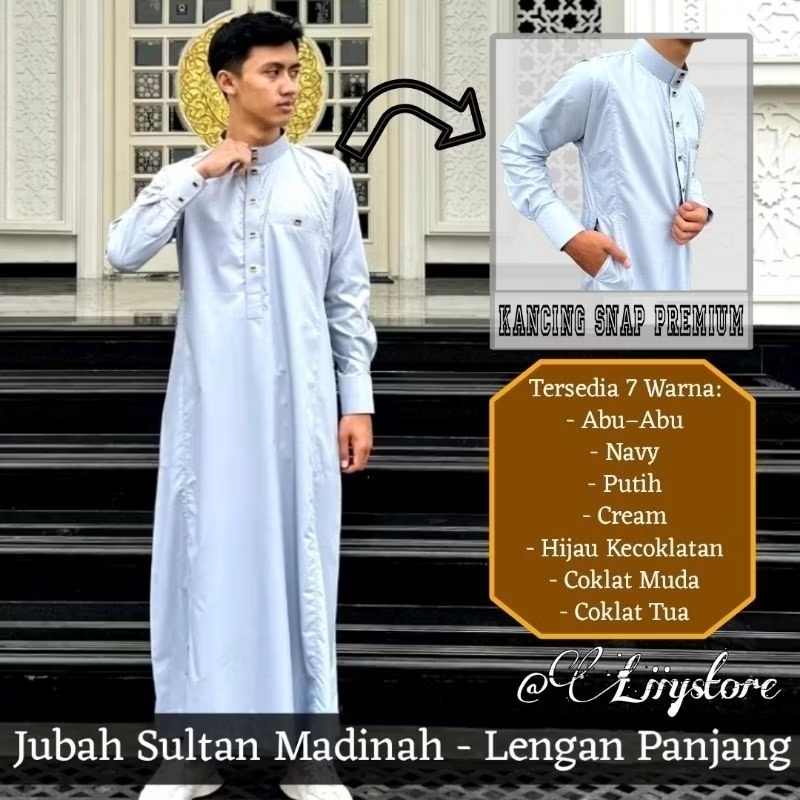 KANCING SNAP PREMIUM
Tersedia 7 Warna:
- Abu-Abu
- Navy
- Putih
- Cream
- Hijau Kecoklatan
- Coklat Muda
- Coklat Tua
Jubah Sultan Madinah - Lengan Panjang